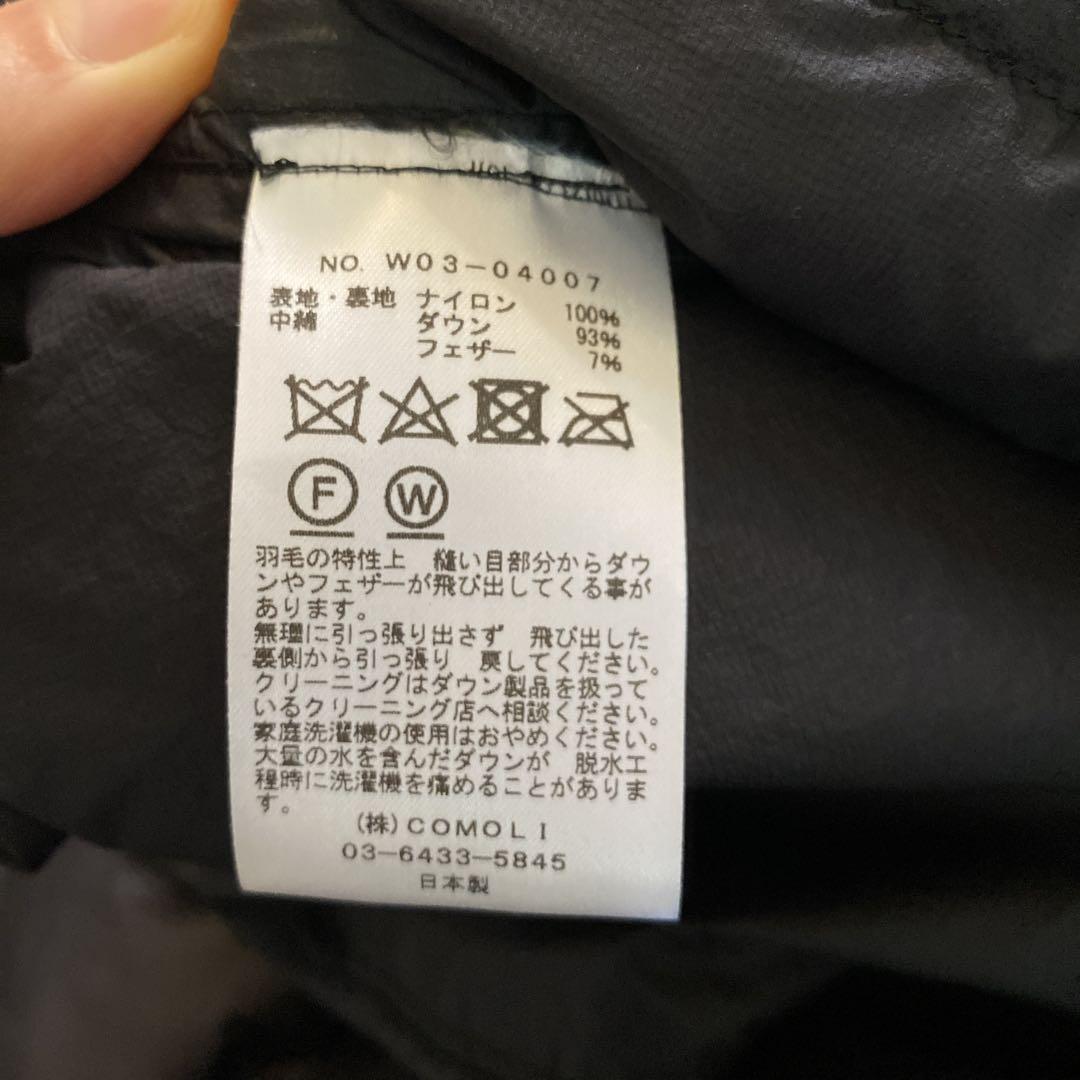 NO. W03-04007
表地・裏地 ナイロン 100%
中綿 ダウン 93%
フェザー 7%
F W
羽毛の特性上 縫い目部分からダウ
ンやフェザーが飛び出してくる事が
あります。
無理に引っ張り出さず 飛び出した
裏側から引っ張り 戻してください。
クリーニングはダウン製品を扱って
いるクリーニング店へ相談ください。
家庭洗濯機の使用はおやめください。
大量の水を含んだダウンが 脱水工
程時に洗濯機を痛めることがありま
す。
(株)COMOLI
03-6433-5845
日本製